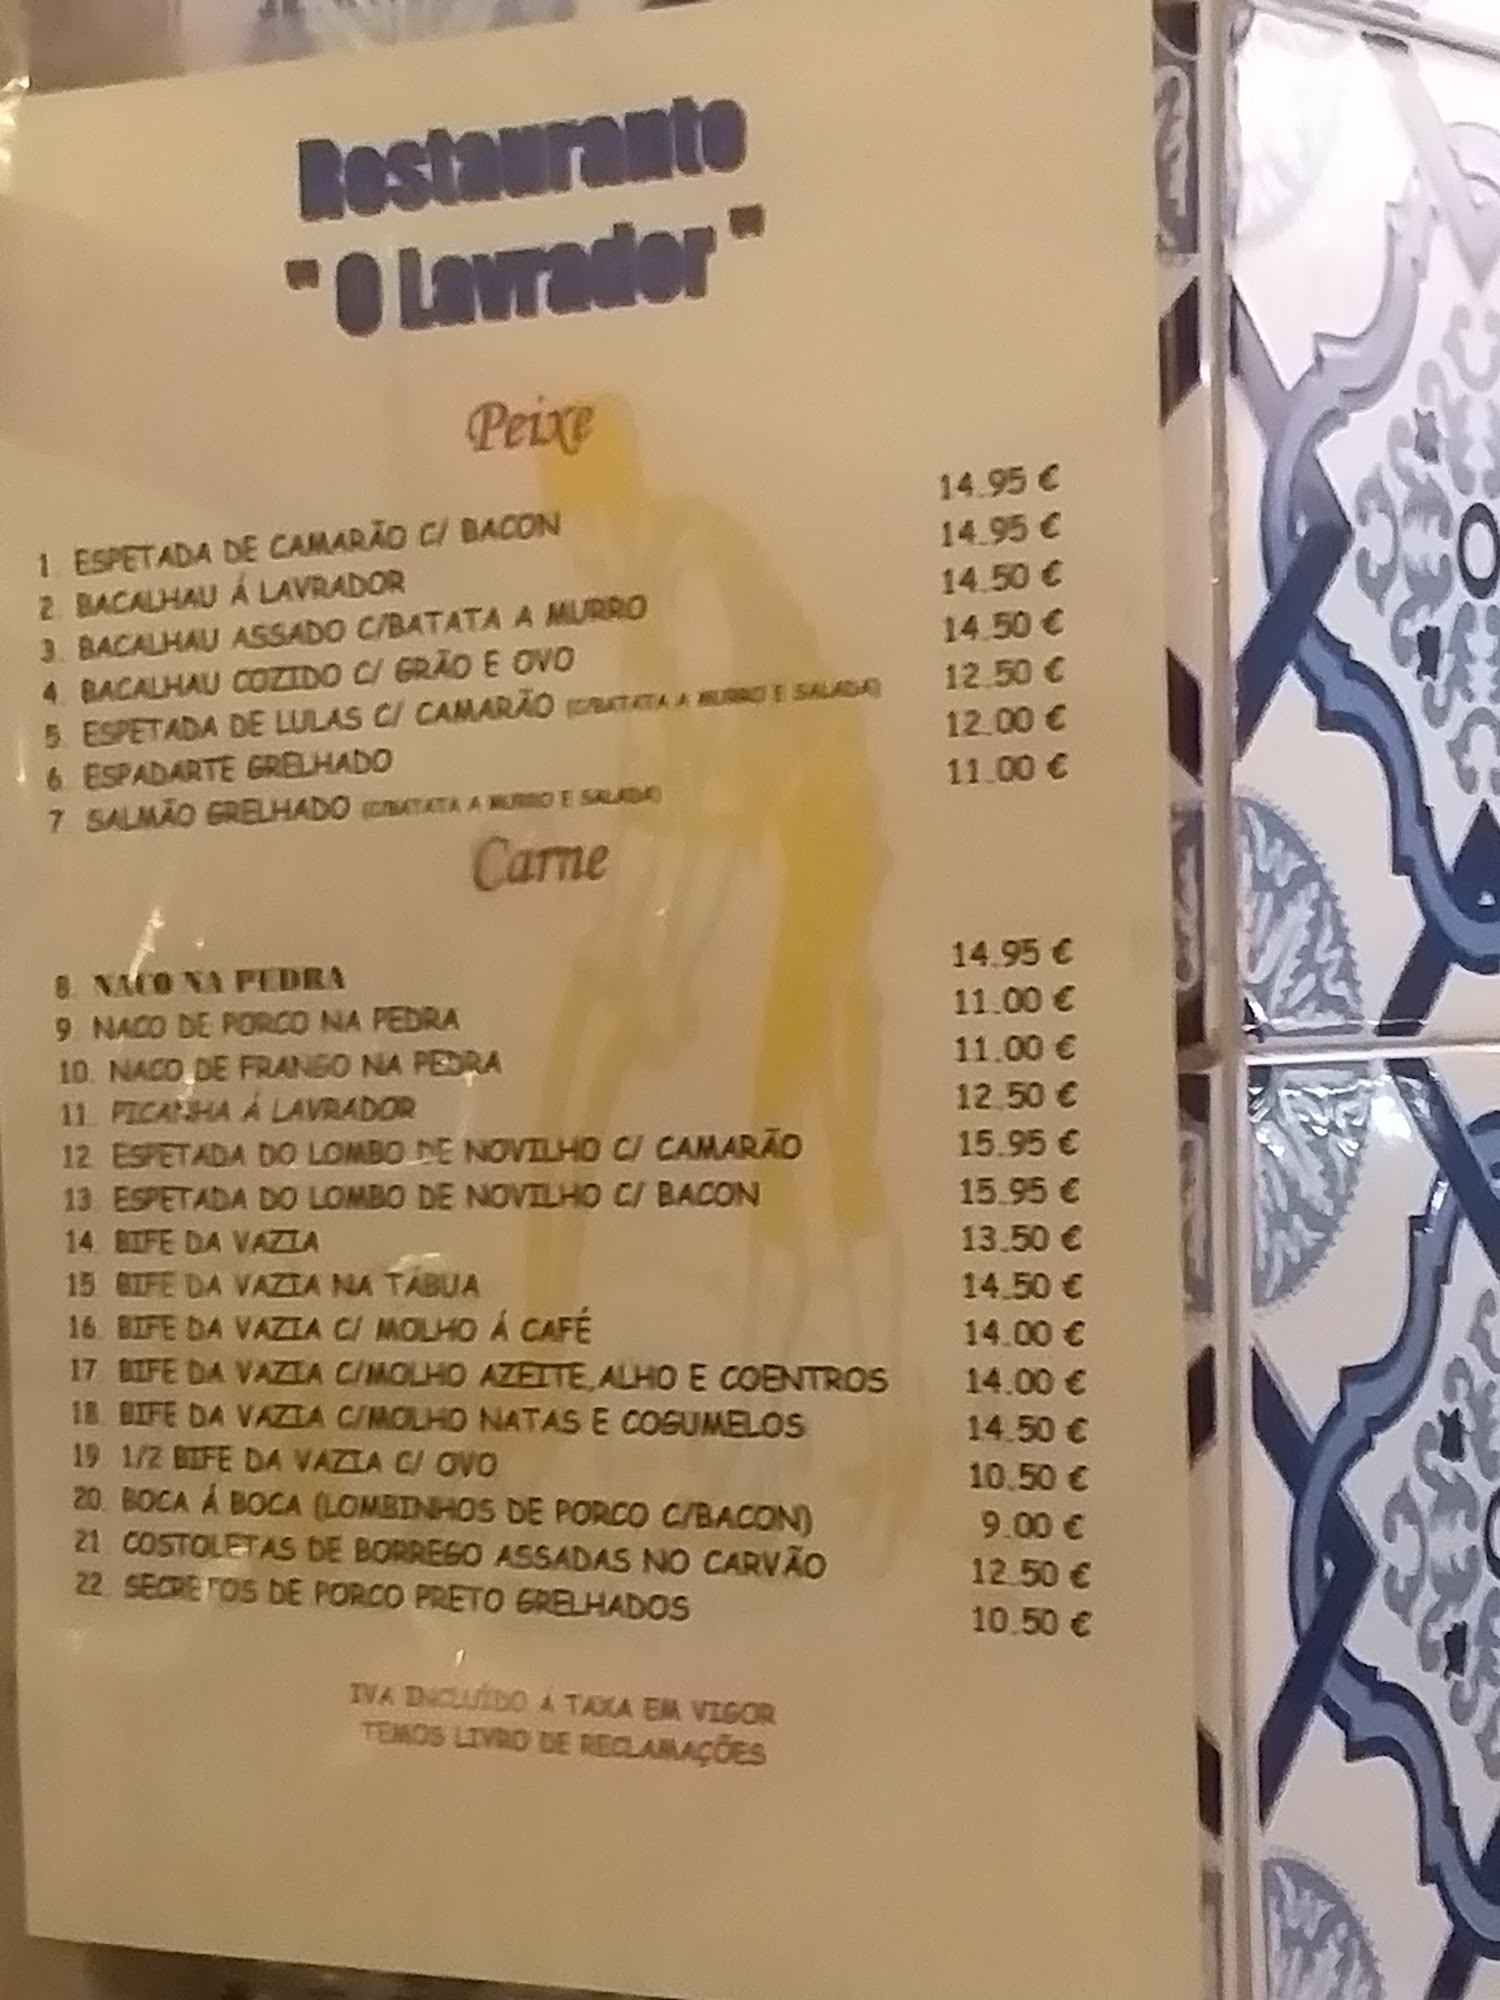 Restaurante
" O Lavrador "
Peixe
1. ESPETADA DE CAMARÃO C/ BACON 14.95 €
2. BACALHAU Á LAVRADOR 14.95 €
3. BACALHAU ASSADO C/BATATA A MURRO 14.50 €
4. BACALHAU COZIDO C/ GRÃO E OVO 14.50 €
5. ESPETADA DE LULAS C/ CAMARÃO (C/BATATA A MURRO E SALADA) 12.50 €
6. ESPADARTE GRELHADO 12.00 €
7. SALMÃO GRELHADO (C/BATATA A MURRO E SALADA) 11.00 €
Carne
8. NACO NA PEDRA 14.95 €
9. NACO DE PORCO NA PEDRA 11.00 €
10. NACO DE FRANGO NA PEDRA 11.00 €
11. PICANHA Á LAVRADOR 12.50 €
12. ESPETADA DO LOMBO DE NOVILHO C/ CAMARÃO 15.95 €
13. ESPETADA DO LOMBO DE NOVILHO C/ BACON 15.95 €
14. BIFE DA VAZIA 13.50 €
15. BIFE DA VAZIA NA TÁBUA 14.50 €
16. BIFE DA VAZIA C/ MOLHO Á CAFÉ 14.00 €
17. BIFE DA VAZIA C/MOLHO AZEITE,ALHO E COENTROS 14.00 €
18. BIFE DA VAZIA C/MOLHO NATAS E COGUMELOS 14.50 €
19. 1/2 BIFE DA VAZIA C/ OVO 10.50 €
20. BOCA Á BOCA (LOMBINHOS DE PORCO C/BACON) 9.00 €
21. COSTOLETAS DE BORREGO ASSADAS NO CARVÃO 12.50 €
22. SECRETOS DE PORCO PRETO GRELHADOS 10.50 €
IVA INCLUÍDO Á TAXA EM VIGOR
TEMOS LIVRO DE RECLAMAÇÕES